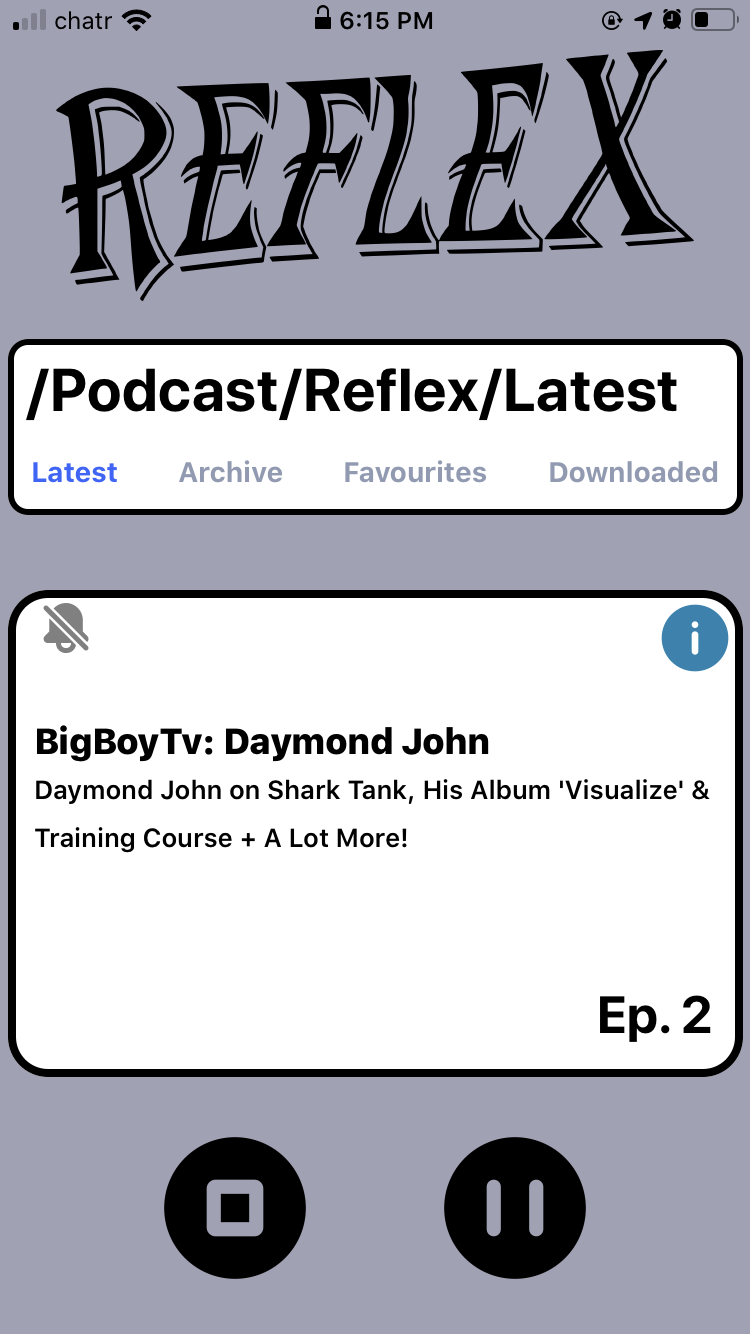 chatr 6:15 PM
REFLEX
/Podcast/Reflex/Latest
Latest Archive Favourites Downloaded
BigBoyTv: Daymond John
Daymond John on Shark Tank, His Album 'Visualize' &
Training Course + A Lot More!
Ep. 2